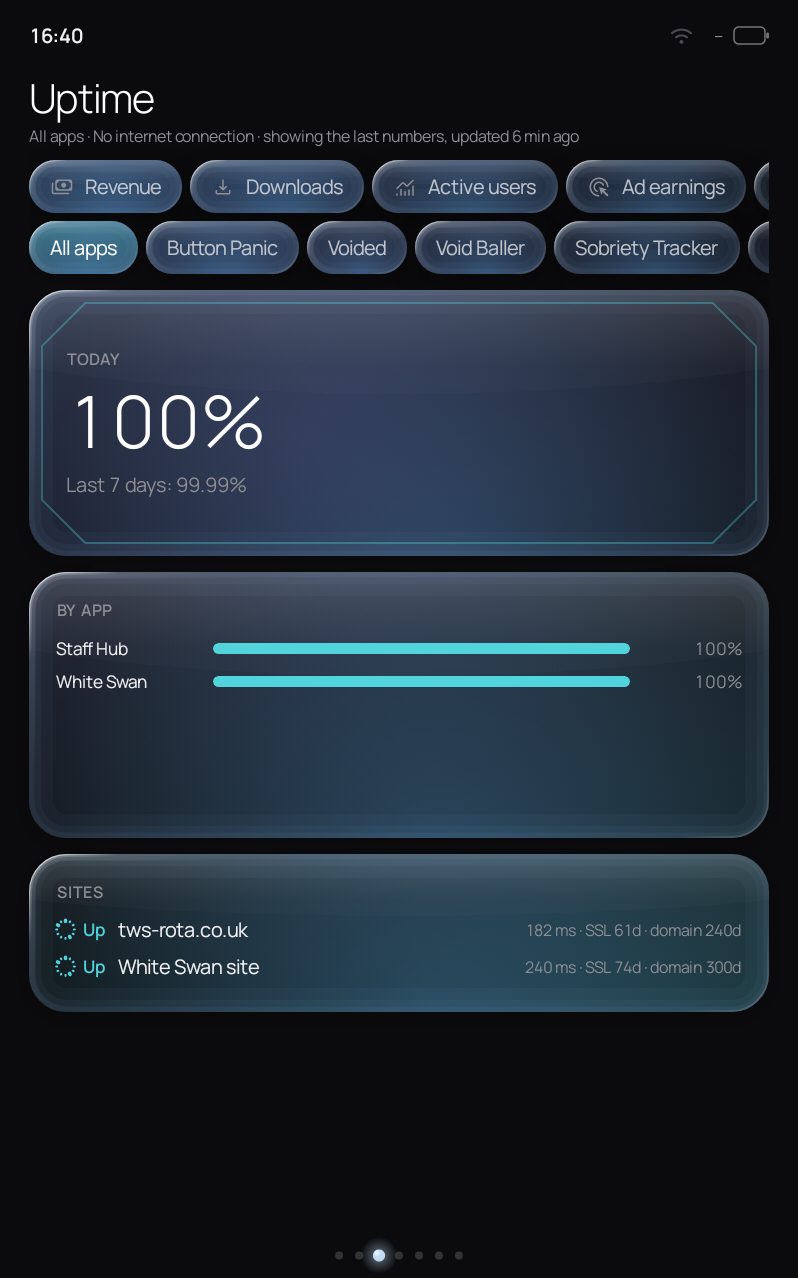 16:40
–
Uptime
All apps · No internet connection · showing the last numbers, updated 6 min ago
Revenue Downloads Active users Ad earnings
All apps Button Panic Voided Void Baller Sobriety Tracker
TODAY
100%
Last 7 days: 99.99%
BY APP
Staff Hub 100%
White Swan 100%
SITES
Up tws-rota.co.uk 182 ms · SSL 61d · domain 240d
Up White Swan site 240 ms · SSL 74d · domain 300d